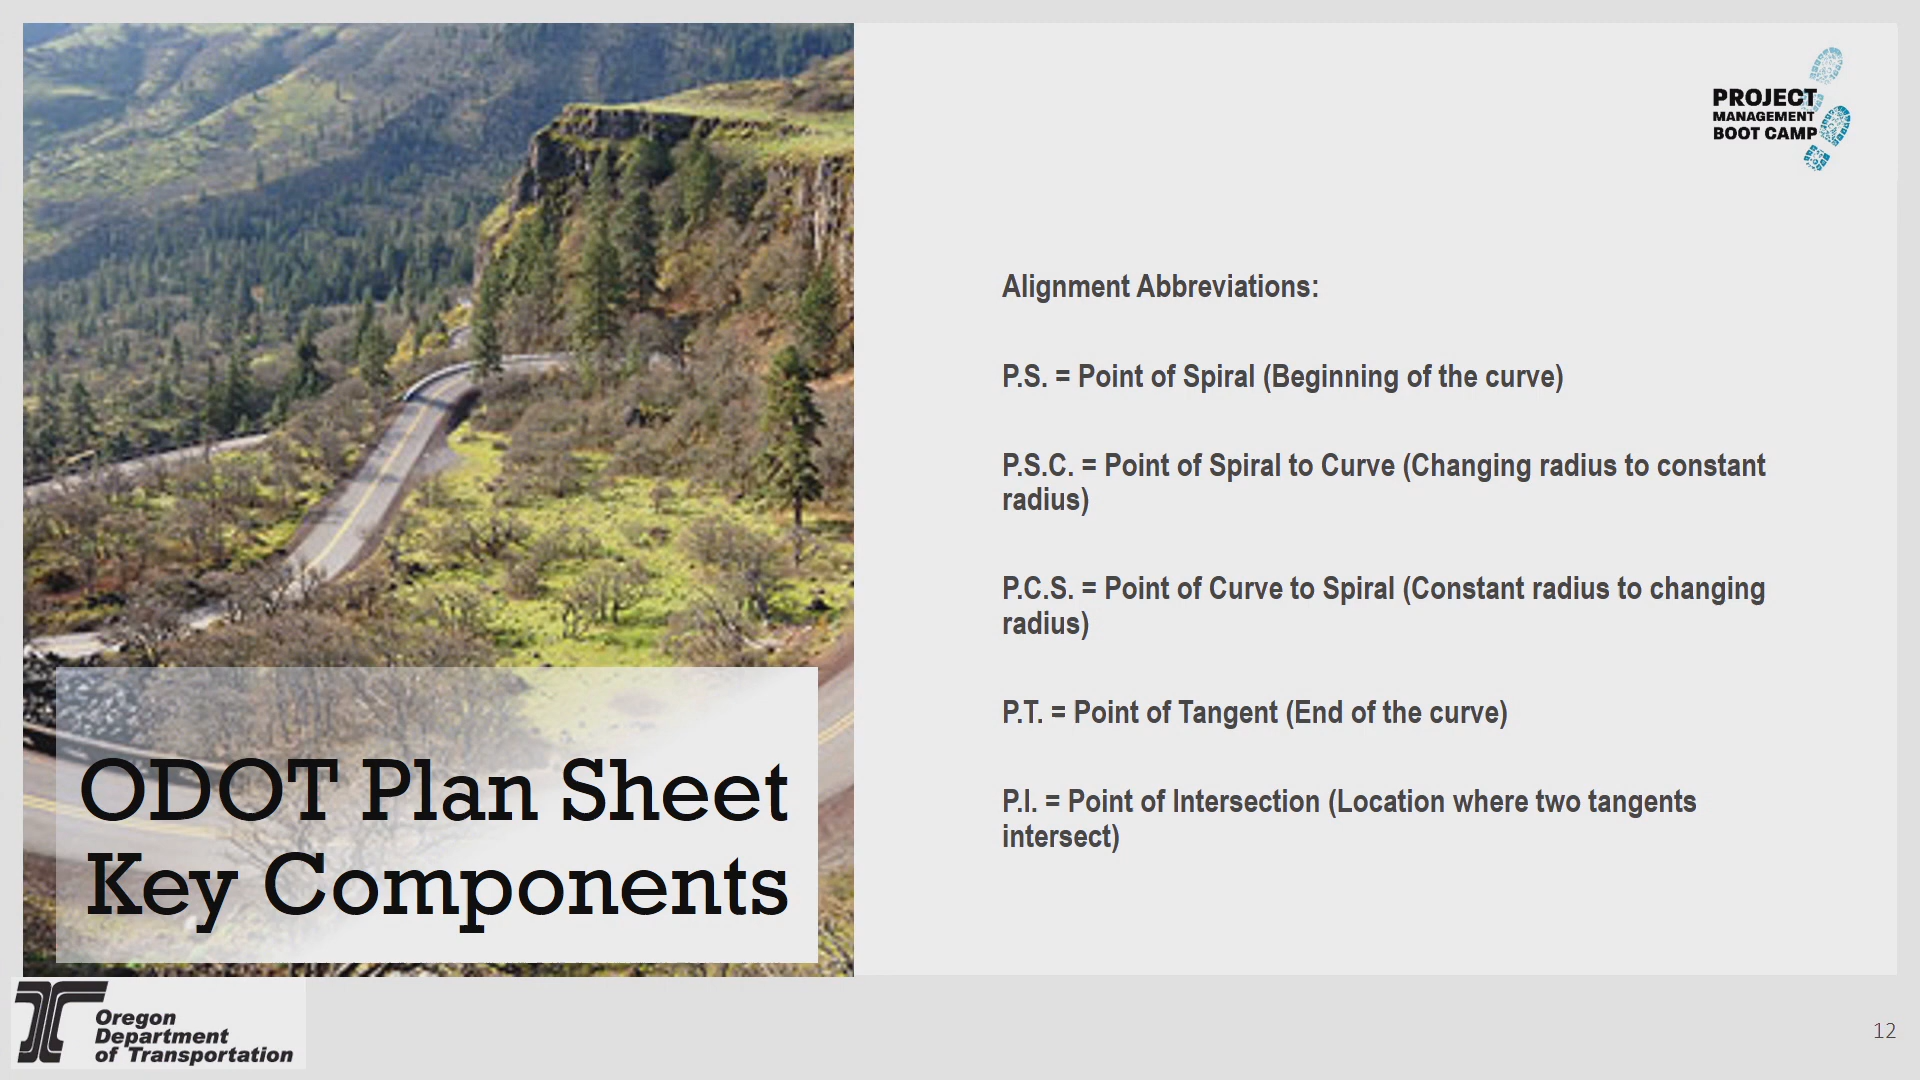 PROJECT
MANAGEMENT
BOOT CAMP
Alignment Abbreviations:
P.S. = Point of Spiral (Beginning of the curve)
P.S.C. = Point of Spiral to Curve (Changing radius to constant
radius)
P.C.S. = Point of Curve to Spiral (Constant radius to changing
radius)
P.T. = Point of Tangent (End of the curve)
P.I. = Point of Intersection (Location where two tangents
intersect)
ODOT Plan Sheet
Key Components
Oregon
Department
of Transportation
12